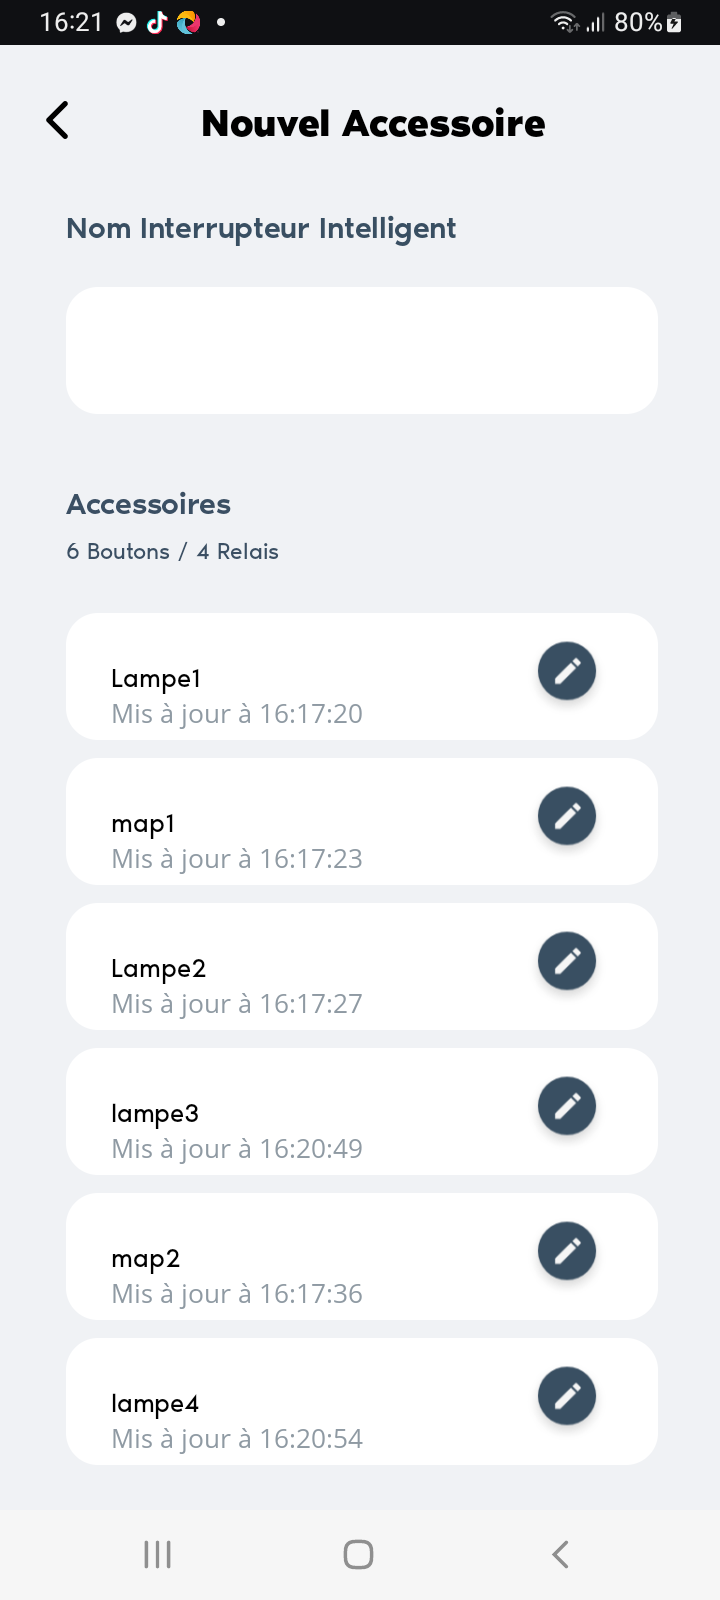 16:21
80%
Nouvel Accessoire
Nom Interrupteur Intelligent
Accessoires
6 Boutons / 4 Relais
Lampe1
Mis à jour à 16:17:20
map1
Mis à jour à 16:17:23
Lampe2
Mis à jour à 16:17:27
lampe3
Mis à jour à 16:20:49
map2
Mis à jour à 16:17:36
lampe4
Mis à jour à 16:20:54